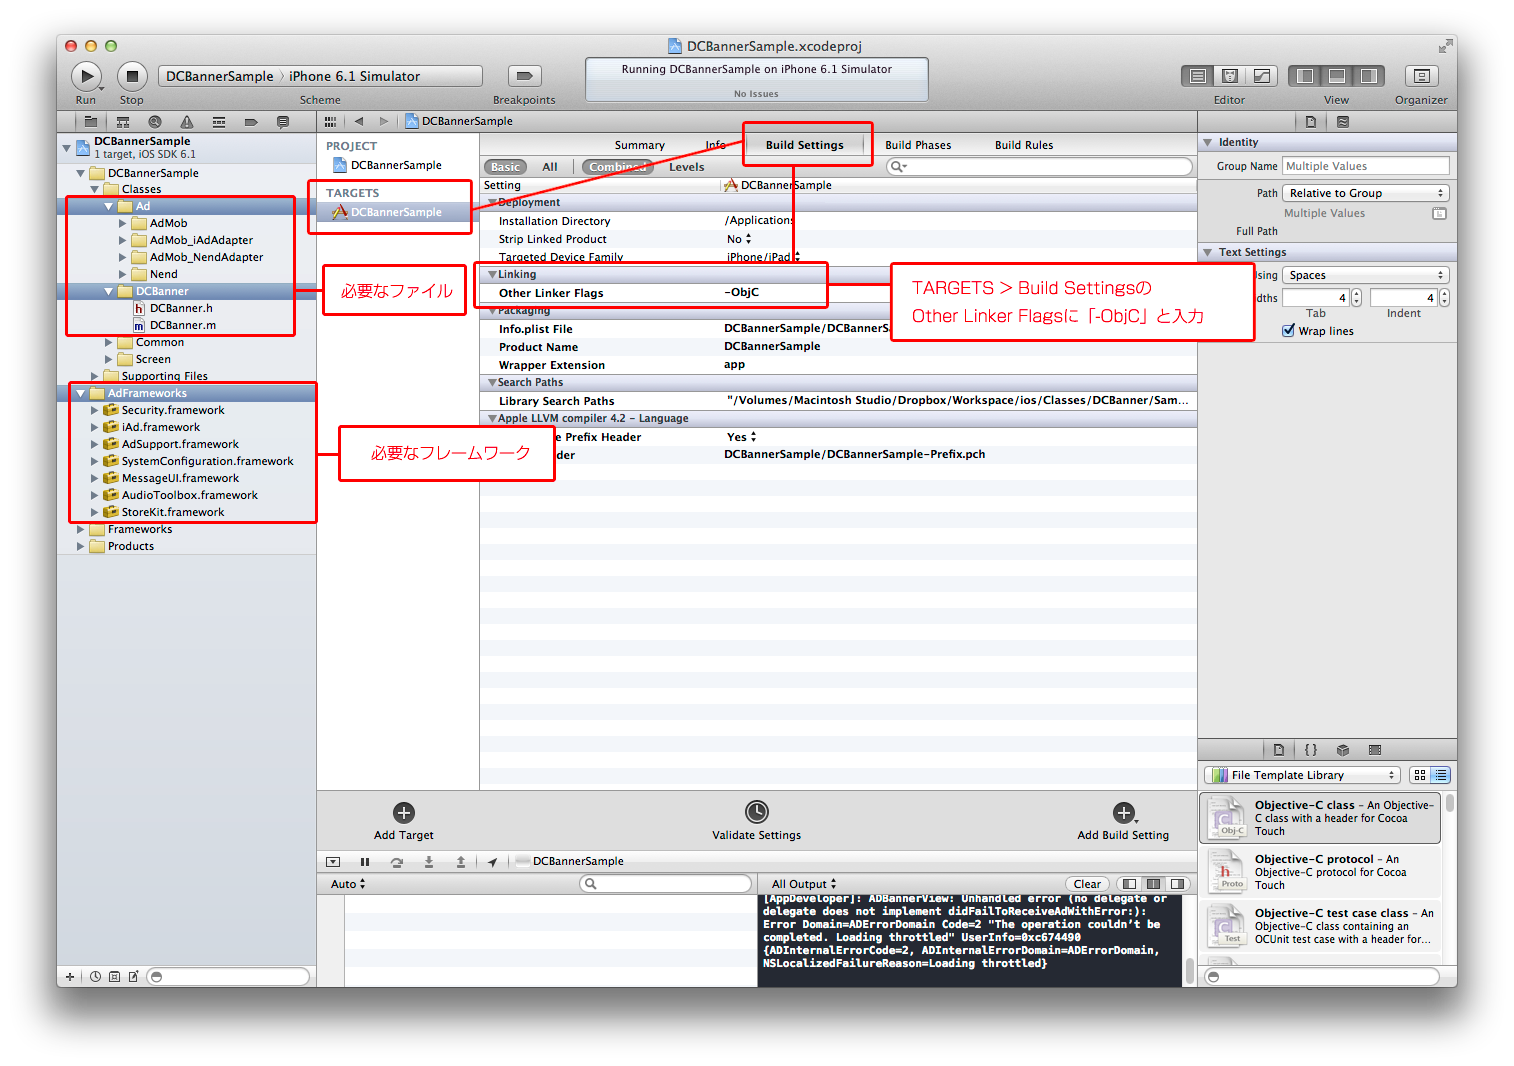 DCBannerSample.xcodeproj
DCBannerSample 〉 iPhone 6.1 Simulator
Running DCBannerSample on iPhone 6.1 Simulator
No Issues
Run
Stop
Scheme
Breakpoints
Editor
View
Organizer
DCBannerSample
DCBannerSample
1 target, iOS SDK 6.1
DCBannerSample
Classes
Ad
AdMob
AdMob_iAdAdapter
AdMob_NendAdapter
Nend
DCBanner
DCBanner.h
DCBanner.m
Common
Screen
Supporting Files
AdFrameworks
Security.framework
iAd.framework
AdSupport.framework
SystemConfiguration.framework
MessageUI.framework
AudioToolbox.framework
StoreKit.framework
Frameworks
Products
必要なファイル
必要なフレームワーク
PROJECT
DCBannerSample
TARGETS
DCBannerSample
Summary
Info
Build Settings
Build Phases
Build Rules
Basic
All
Combined
Levels
Setting
DCBannerSample
Deployment
Installation Directory
/Applications
Strip Linked Product
No
Targeted Device Family
iPhone/iPad
Linking
Other Linker Flags
-ObjC
TARGETS > Build Settingsの
Other Linker Flagsに「-ObjC」と入力
Packaging
Info.plist File
DCBannerSample/DCBannerSa
Product Name
DCBannerSample
Wrapper Extension
app
Search Paths
Library Search Paths
"/Volumes/Macintosh Studio/Dropbox/Workspace/ios/Classes/DCBanner/Sam...
Apple LLVM compiler 4.2 - Language
e Prefix Header
Yes
der
DCBannerSample/DCBannerSample-Prefix.pch
Add Target
Validate Settings
Add Build Setting
DCBannerSample
Auto
All Output
Clear
[AppDeveloper]: ADBannerView: Unhandled error (no delegate or
delegate does not implement didFailToReceiveAdWithError:):
Error Domain=ADErrorDomain Code=2 "The operation couldn't be
completed. Loading throttled" UserInfo=0xc674490
{ADInternalErrorCode=2, ADInternalErrorDomain=ADErrorDomain,
NSLocalizedFailureReason=Loading throttled}
Identity
Group Name
Multiple Values
Path
Relative to Group
Multiple Values
Full Path
Text Settings
sing
Spaces
dths
4
4
Tab
Indent
Wrap lines
{}
File Template Library
Objective-C class - An Objective-
C class with a header for Cocoa
Touch
Obj-C
Objective-C protocol - An
Objective-C protocol for Cocoa
Touch
h
Proto
Objective-C test case class - An
Objective-C class containing an
OCUnit test case with a header for...
Test